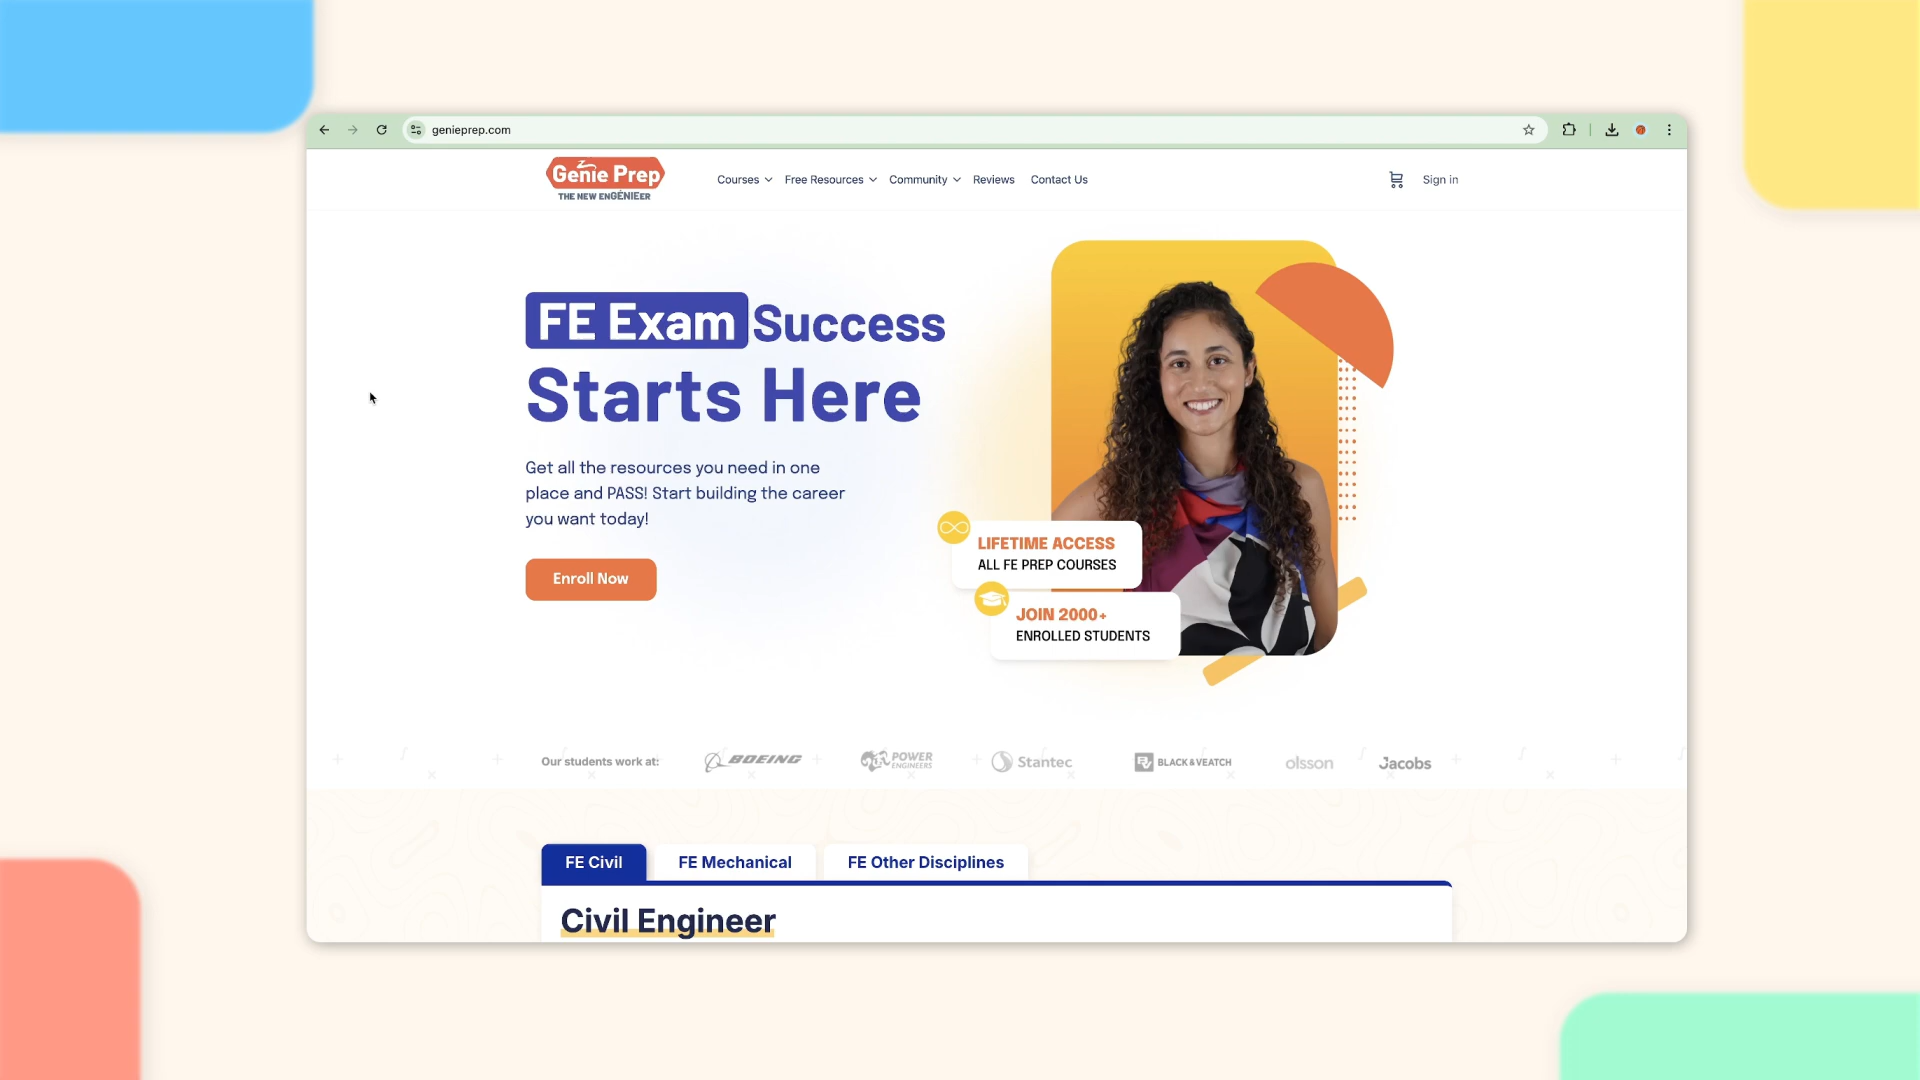 genieprep.com
Genie Prep
THE NEW ENGÉNIEER
Courses
Free Resources
Community
Reviews
Contact Us
Sign in
FE Exam Success
Starts Here
Get all the resources you need in one
place and PASS! Start building the career
you want today!
Enroll Now
LIFETIME ACCESS
ALL FE PREP COURSES
JOIN 2000+
ENROLLED STUDENTS
Our students work at:
BOEING
POWER
ENGINEERS
Stantec
BV BLACK & VEATCH
olsson
Jacobs
FE Civil
FE Mechanical
FE Other Disciplines
Civil Engineer